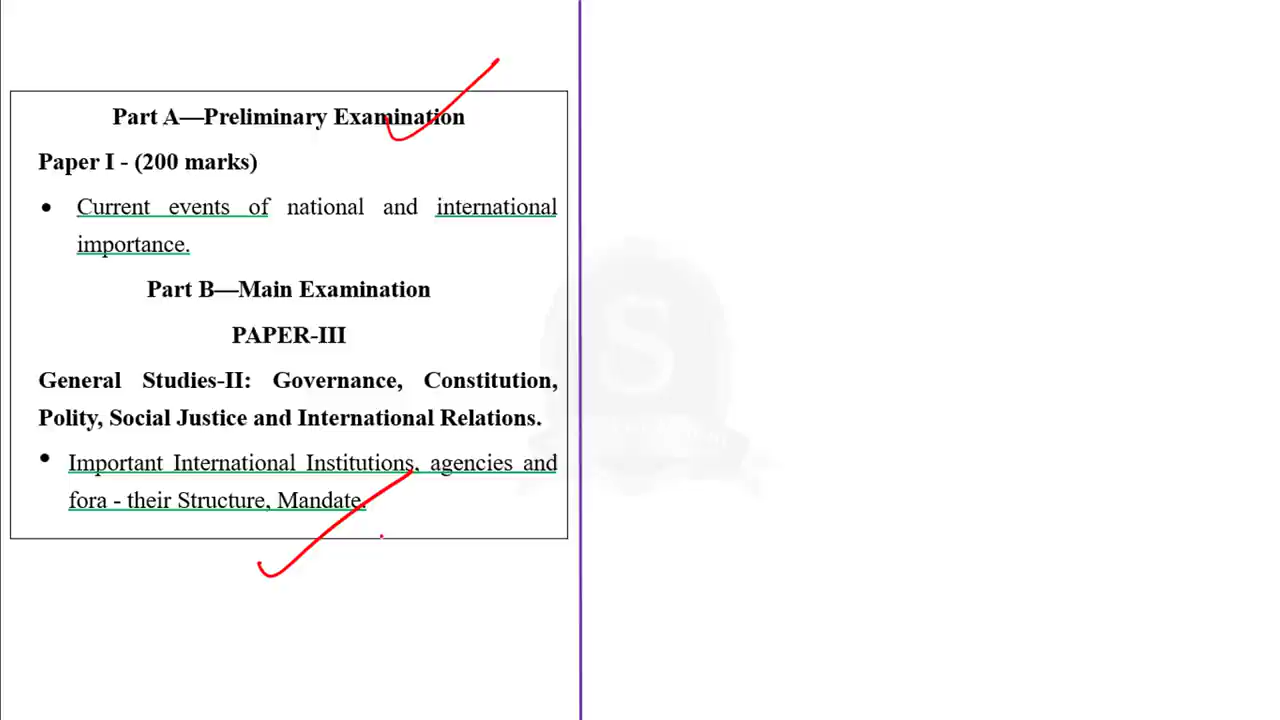 Part A—Preliminary Examination
Paper I - (200 marks)
• Current events of national and international
importance.
Part B—Main Examination
PAPER-III
General Studies-II: Governance, Constitution,
Polity, Social Justice and International Relations.
• Important International Institutions, agencies and
fora - their Structure, Mandate.
S